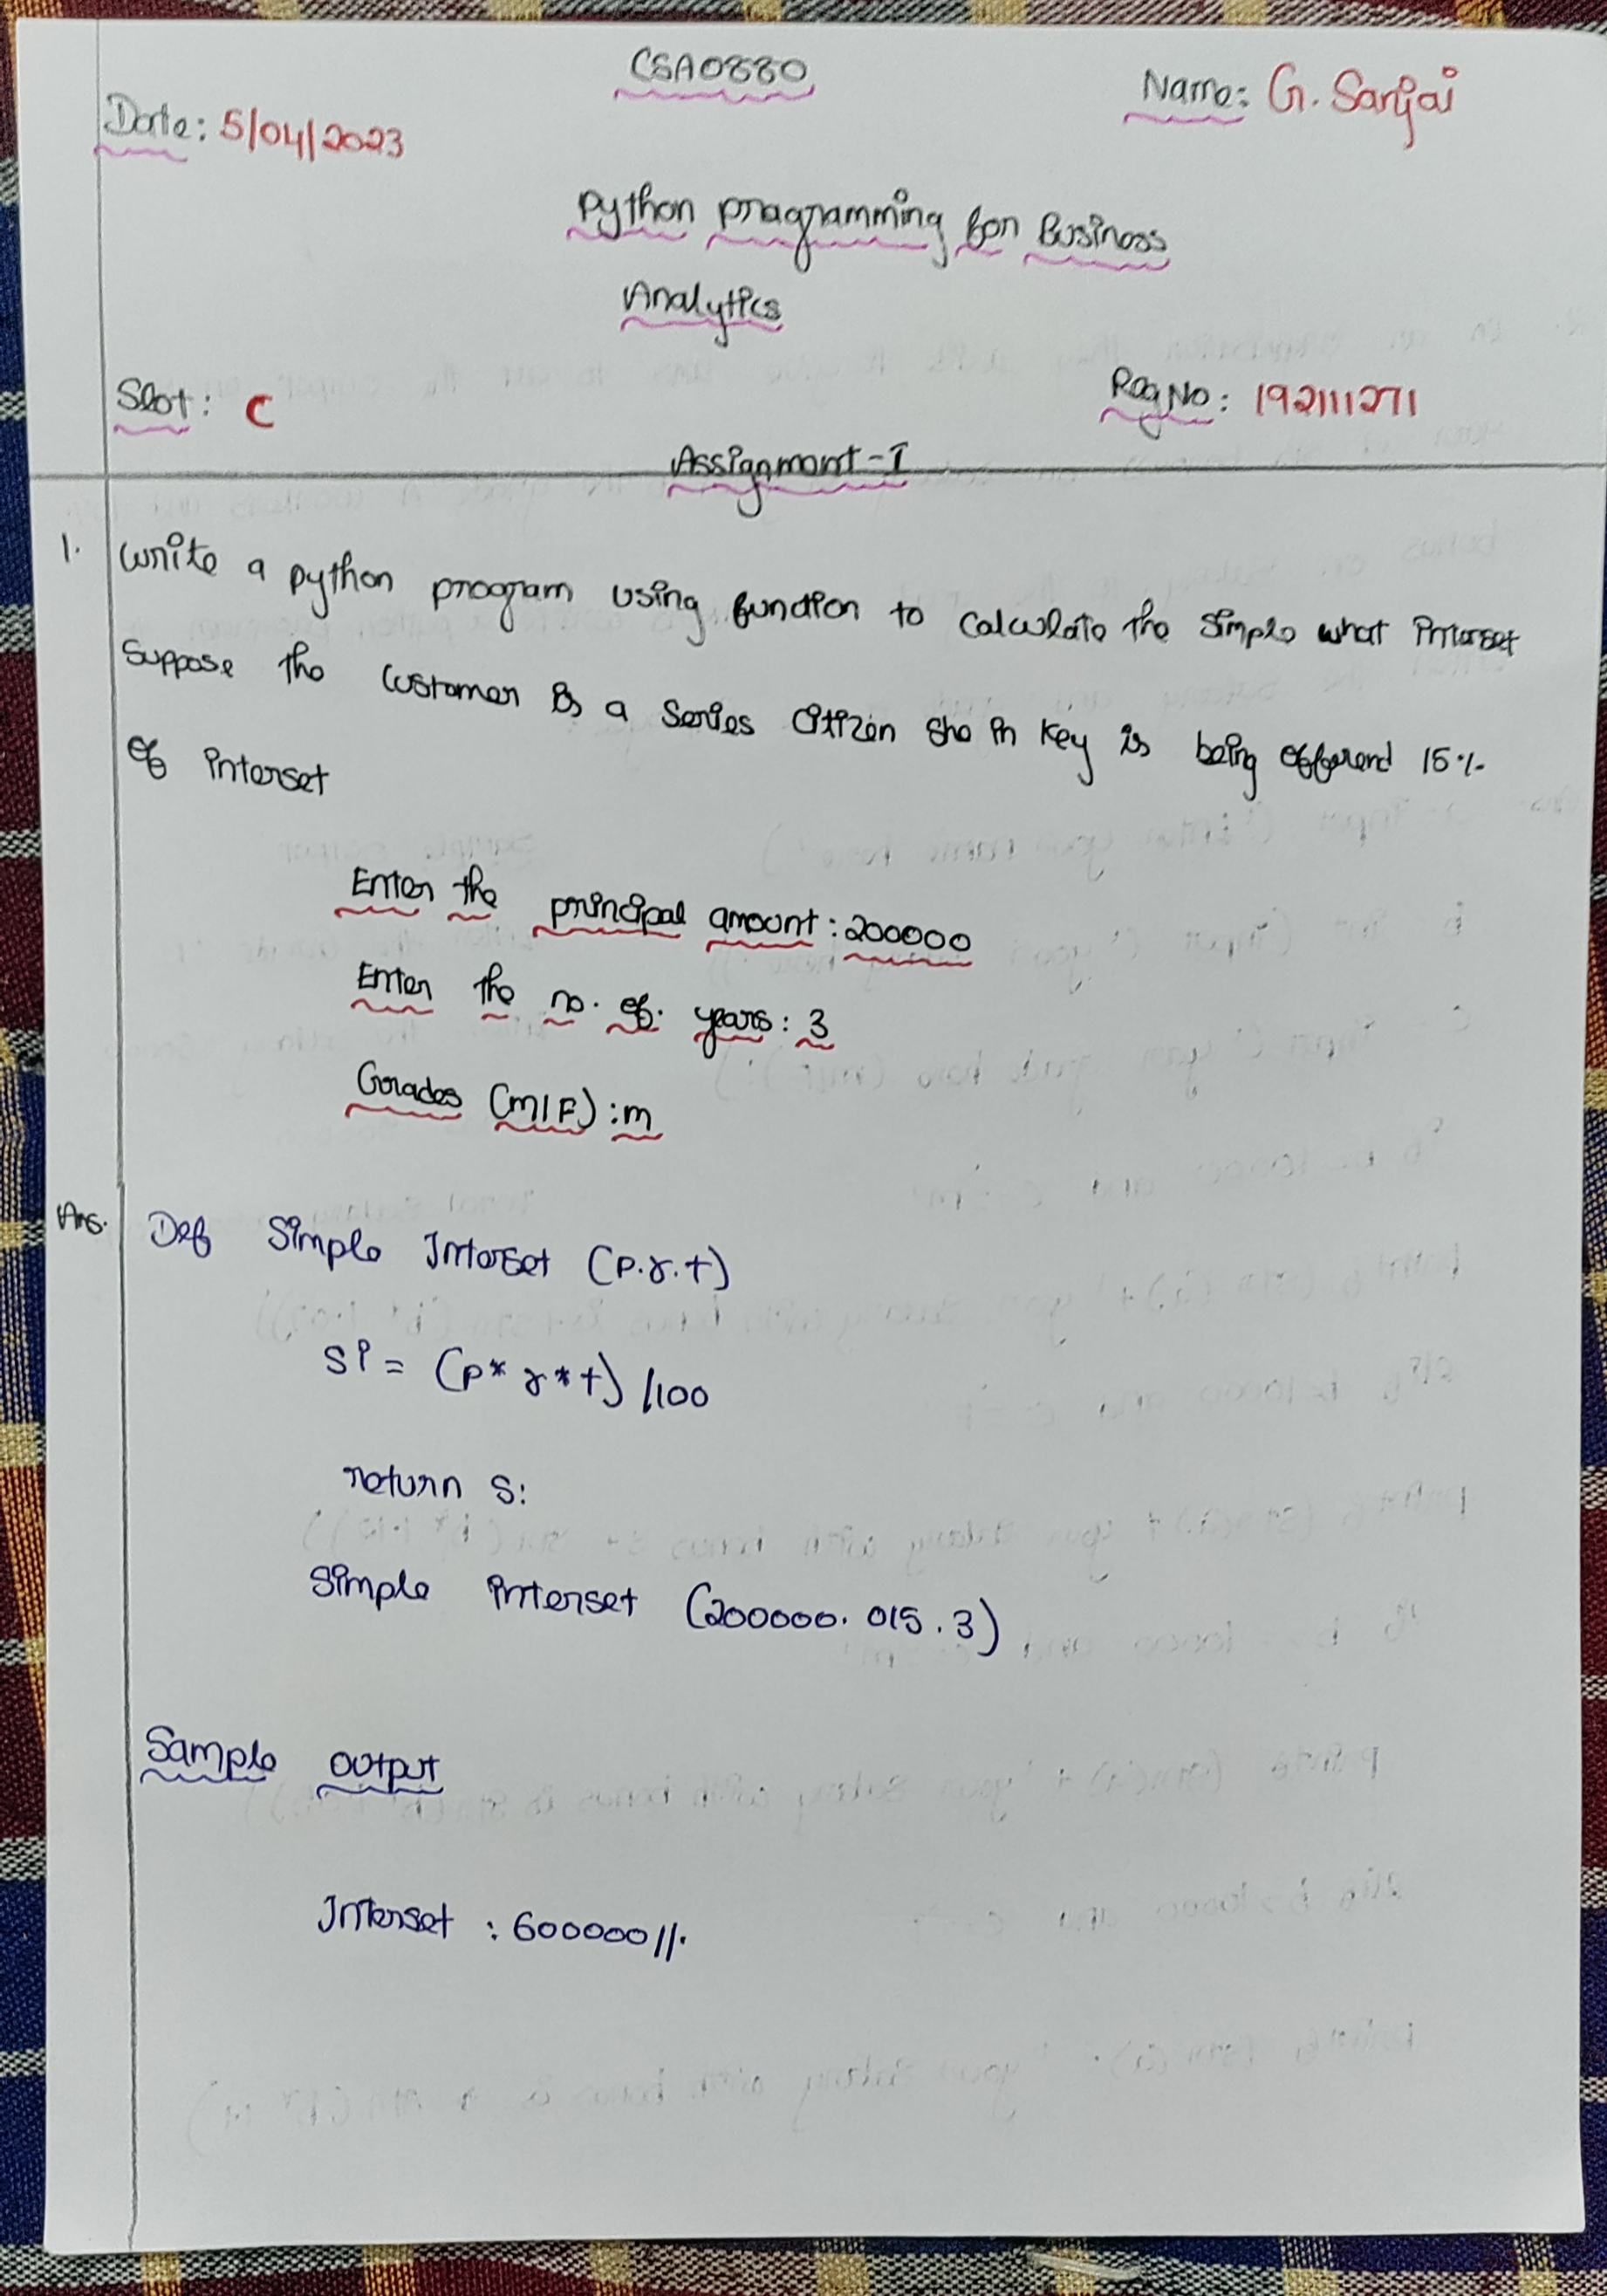 CSA0880
Name: G. Sanjai
Date: 5/04/2023
Python programming for Business
Analytics
Slot: C
Reg No: 192111271
Assignment-I
1. Write a python program using function to calculate the simple what interset
suppose the customer is a series citizen sho in key is being offerend 15%
of interset
Enter the principal amount: 200000
Enter the no. of. years: 3
Gorades (m/F) : m
Ans. Def Simple Interset (p.r.t)
si = (p* r*t) /100
return s:
Simple interset (200000. 015.3)
Sample output
Interset : 600000//.